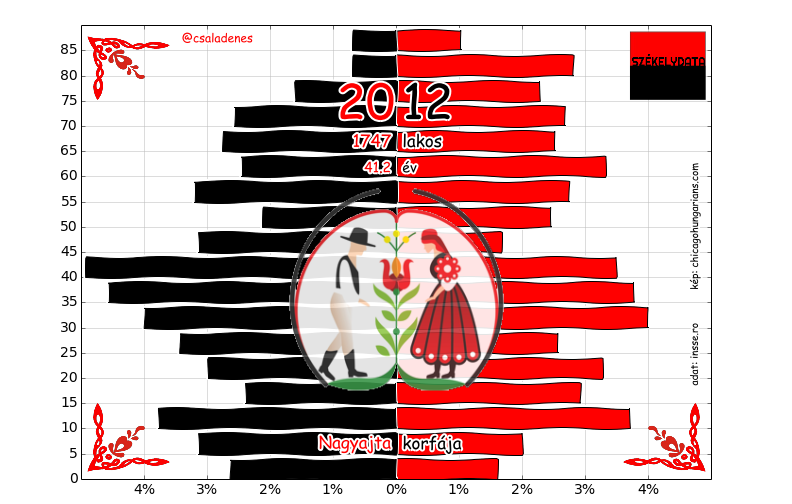 @csaladenes
SZÉKELYDATA
2012
1747 lakos
41,2 év
kép: chicagohungarians.com
adat: insse.ro
Nagyajta korfája
85
80
75
70
65
60
55
50
45
40
35
30
25
20
15
10
5
0
4% 3% 2% 1% 0% 1% 2% 3% 4%